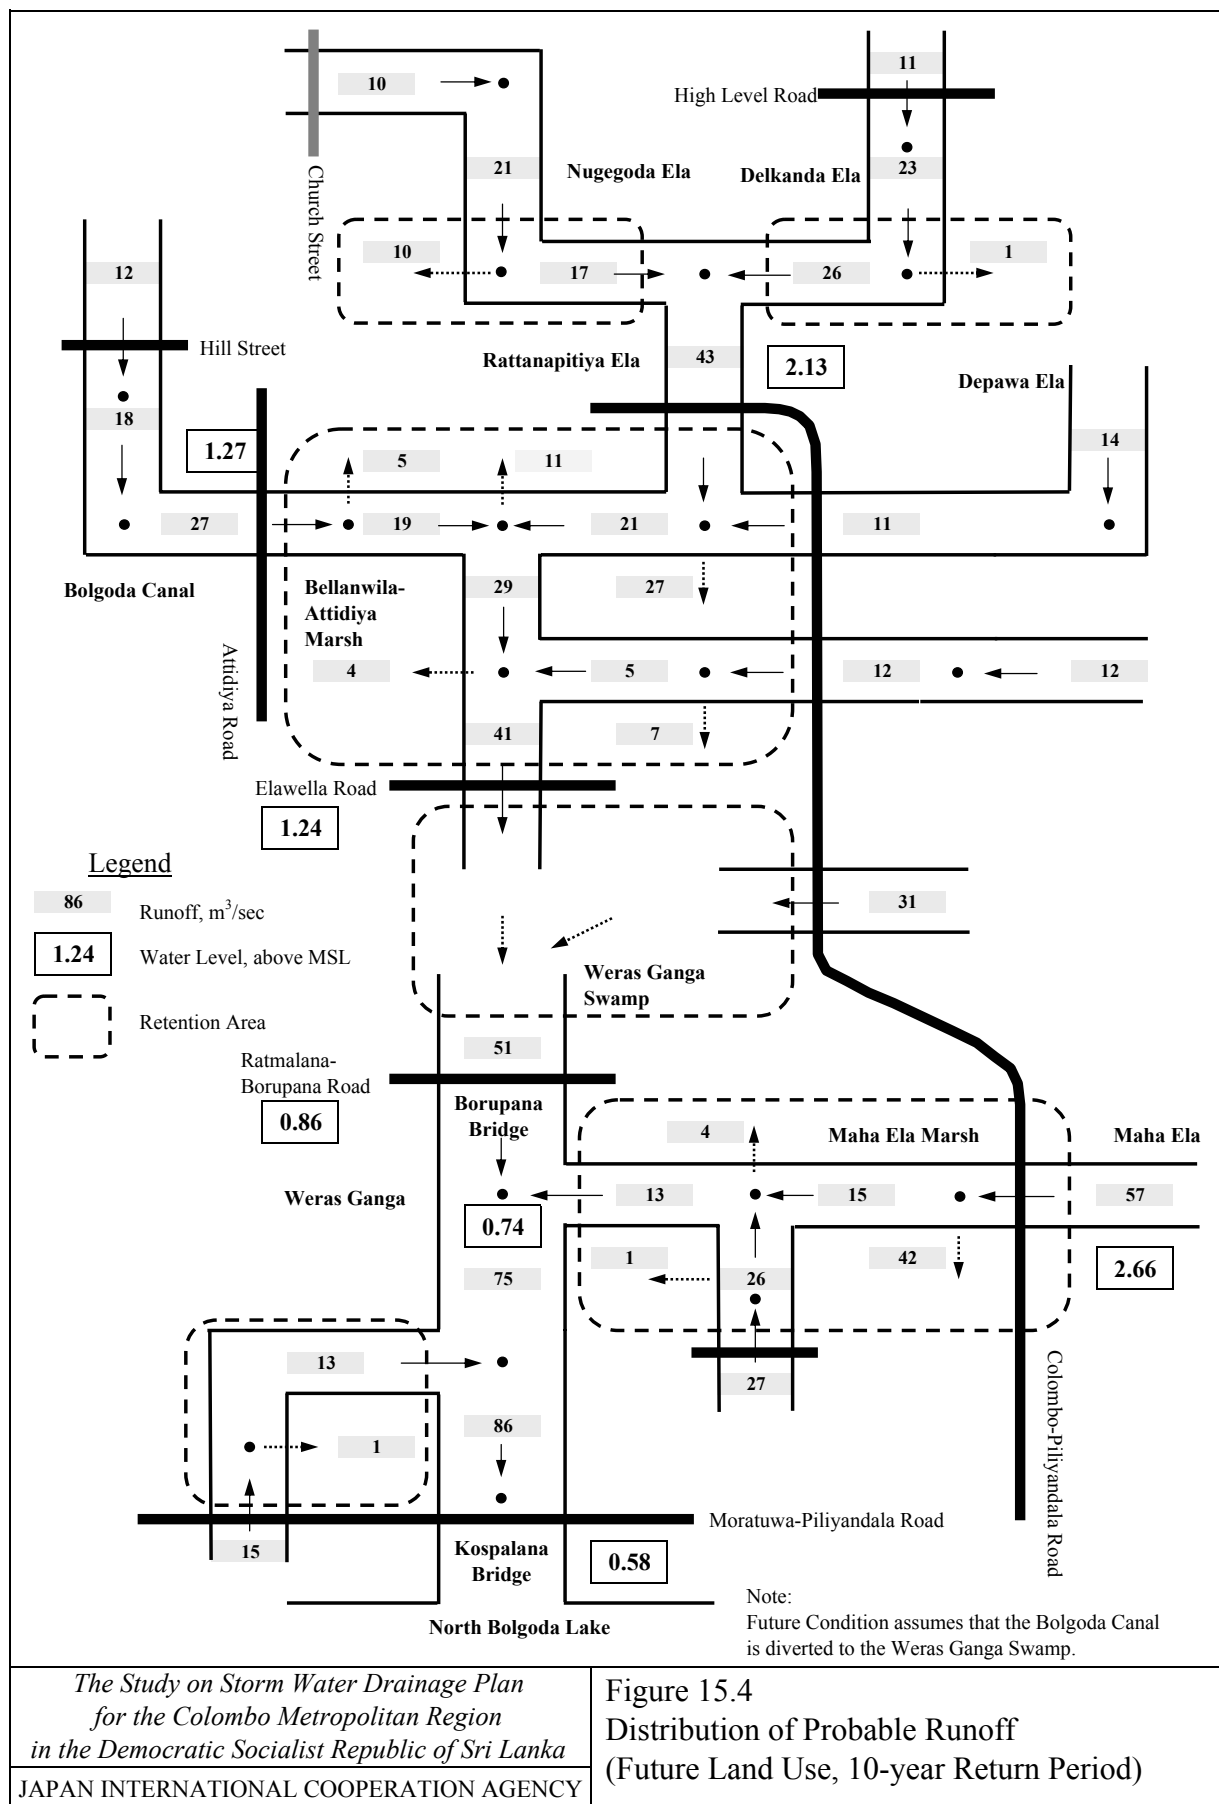 11
10
High Level Road
Church Street
21
Nugegoda Ela
Delkanda Ela
23
10
17
26
1
12
Hill Street
Rattanapitiya Ela
43
2.13
Depawa Ela
18
1.27
5
11
14
27
19
21
11
Bolgoda Canal
Bellanwila-
Attidiya
Marsh
29
27
Attidiya Road
4
5
12
12
41
7
Elawella Road
1.24
Legend
86
Runoff, m³/sec
31
1.24
Water Level, above MSL
Weras Ganga
Swamp
Retention Area
51
Ratmalana-
Borupana Road
0.86
Borupana
Bridge
4
Maha Ela Marsh
Maha Ela
Weras Ganga
13
15
57
0.74
75
1
26
42
2.66
13
27
Colombo-Piliyandala Road
86
1
15
Moratuwa-Piliyandala Road
Kospalana
Bridge
0.58
North Bolgoda Lake
Note:
Future Condition assumes that the Bolgoda Canal
is diverted to the Weras Ganga Swamp.
The Study on Storm Water Drainage Plan
for the Colombo Metropolitan Region
in the Democratic Socialist Republic of Sri Lanka
JAPAN INTERNATIONAL COOPERATION AGENCY
Figure 15.4
Distribution of Probable Runoff
(Future Land Use, 10-year Return Period)